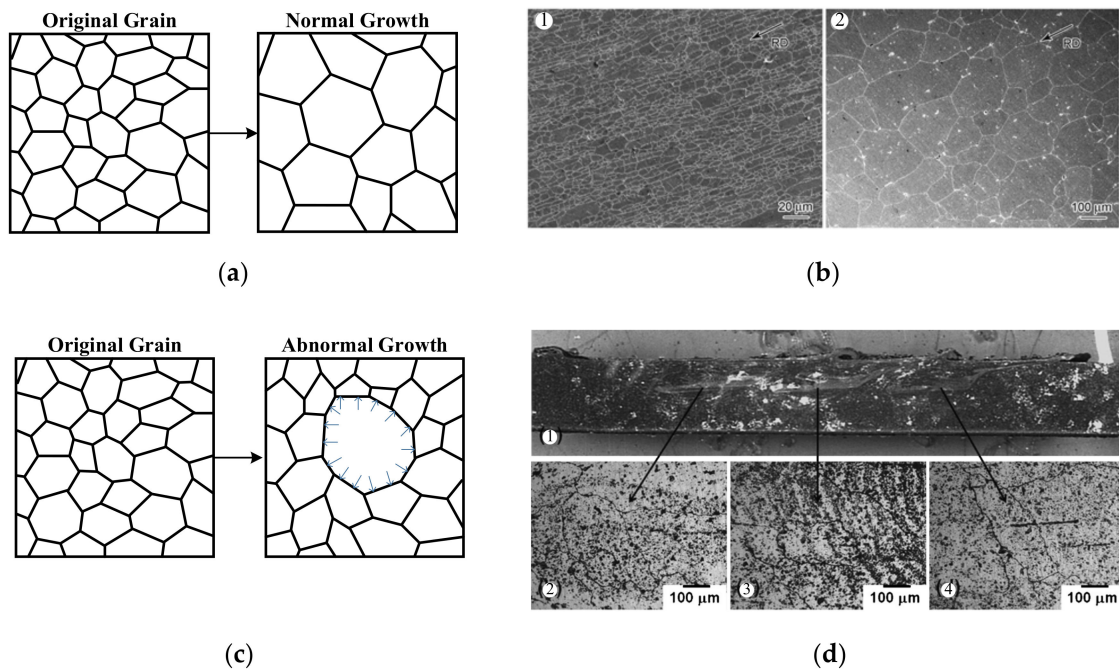 Original Grain
Normal Growth
(a)
1
RD
20 μm
2
RD
100 μm
(b)
Original Grain
Abnormal Growth
(c)
1
2
100 μm
3
100 μm
4
100 μm
(d)